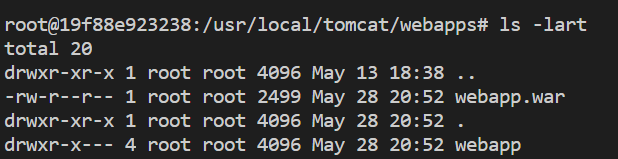 root@19f88e923238:/usr/local/tomcat/webapps# ls -lart
total 20
drwxr-xr-x 1 root root 4096 May 13 18:38 ..
-rw-r--r-- 1 root root 2499 May 28 20:52 webapp.war
drwxr-xr-x 1 root root 4096 May 28 20:52 .
drwxr-x--- 4 root root 4096 May 28 20:52 webapp